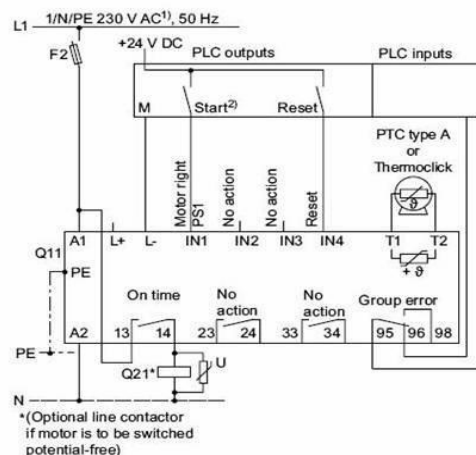 1/N/PE 230 V AC1), 50 Hz
L1
+24 V DC
F2
PLC outputs
PLC inputs
M
Start2)
Reset
PTC type A
or
Thermoclick
Motor right
PS1
No action
No action
Reset
ϑ
A1
L+
L-
IN1
IN2
IN3
IN4
T1
T2
Q11
PE
+ ϑ
On time
No
action
No
action
Group error
A2
13
14
23
24
33
34
95
96
98
PE
Q21*
U
N
*(Optional line contactor
if motor is to be switched
potential-free)